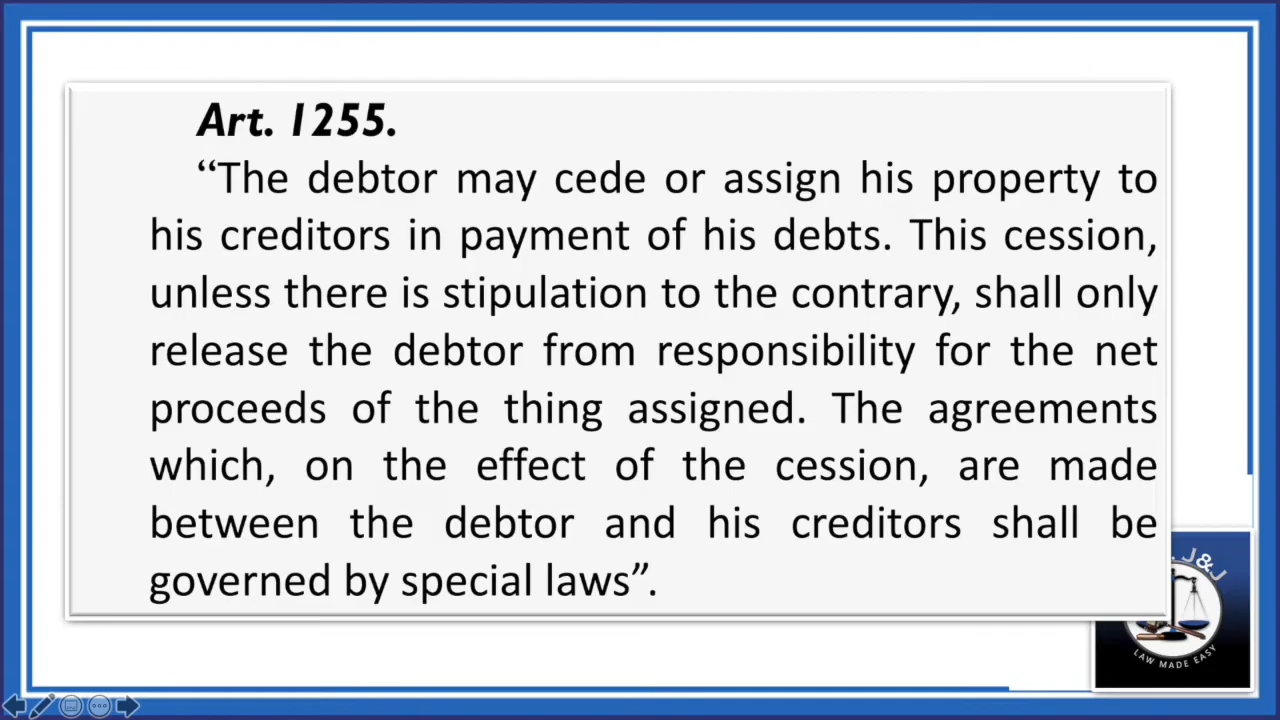 Art. 1255.
“The debtor may cede or assign his property to
his creditors in payment of his debts. This cession,
unless there is stipulation to the contrary, shall only
release the debtor from responsibility for the net
proceeds of the thing assigned. The agreements
which, on the effect of the cession, are made
between the debtor and his creditors shall be
governed by special laws”.
J&J
LAW MADE EASY